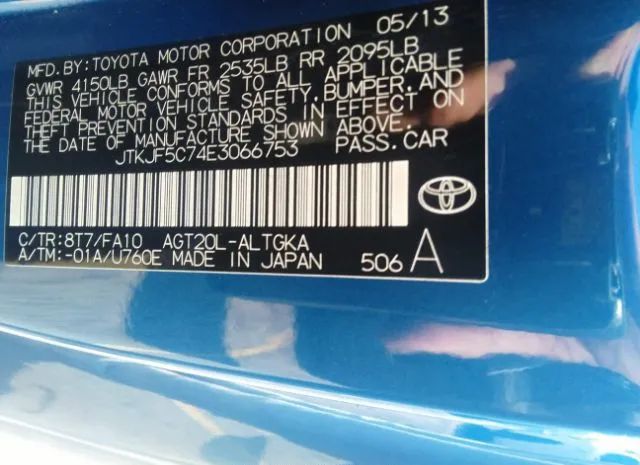 MFD.BY:TOYOTA MOTOR CORPORATION 05/13
GVWR 4150LB GAWR FR 2535LB RR 2095LB
THIS VEHICLE CONFORMS TO ALL APPLICABLE
FEDERAL MOTOR VEHICLE SAFETY,BUMPER,AND
THEFT PREVENTION STANDARDS IN EFFECT ON
THE DATE OF MANUFACTURE SHOWN ABOVE.
JTKJF5C74E3066753 PASS.CAR
C/TR:8T7/FA10 AGT20L-ALTGKA
A/TM:-01A/U760E MADE IN JAPAN 506 A